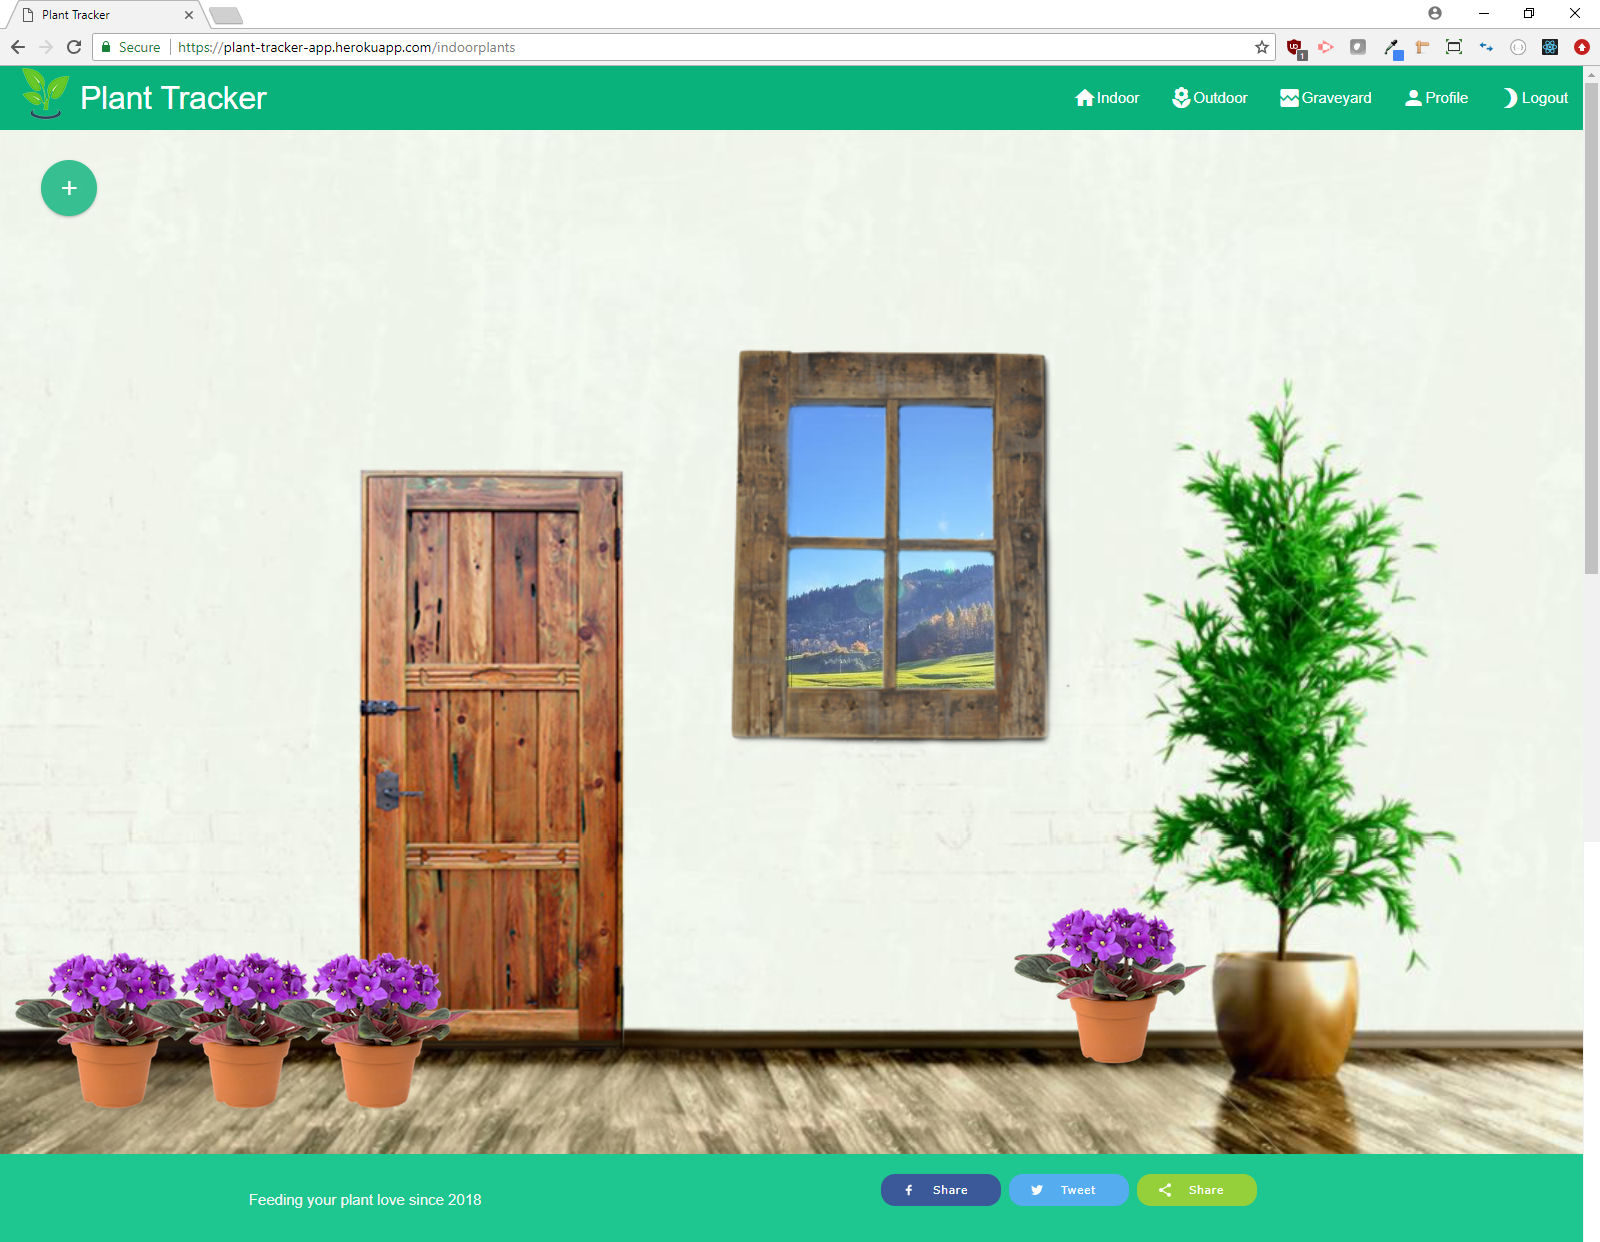 Plant Tracker
Secure https://plant-tracker-app.herokuapp.com/indoorplants
1
Plant Tracker
Indoor Outdoor Graveyard Profile Logout
+
Feeding your plant love since 2018
Share Tweet Share